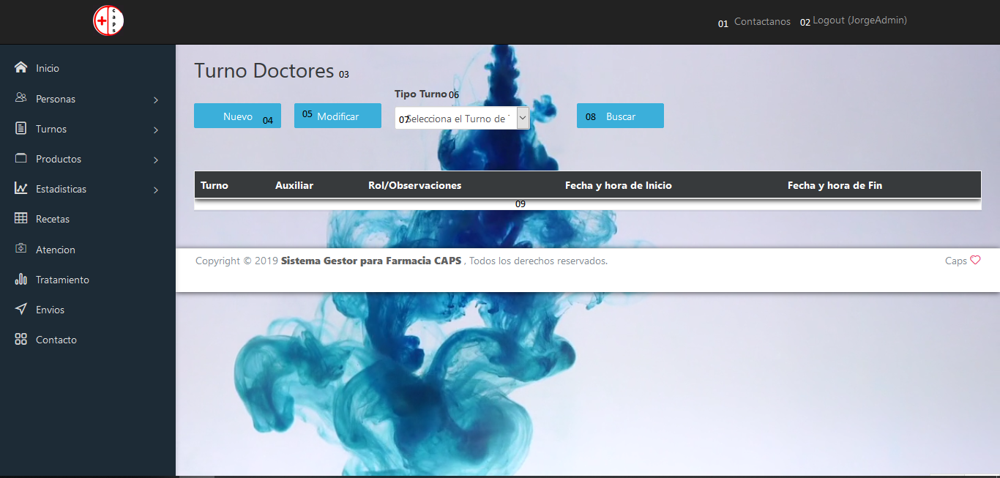 caps
01 Contactanos 02 Logout (JorgeAdmin)
Inicio
Personas
Turnos
Productos
Estadisticas
Recetas
Atencion
Tratamiento
Envios
Contacto
Turno Doctores 03
Tipo Turno 06
Nuevo 04
05 Modificar
07 Selecciona el Turno de
08 Buscar
Turno Auxiliar Rol/Observaciones Fecha y hora de Inicio Fecha y hora de Fin
09
Copyright © 2019 Sistema Gestor para Farmacia CAPS , Todos los derechos reservados.
Caps